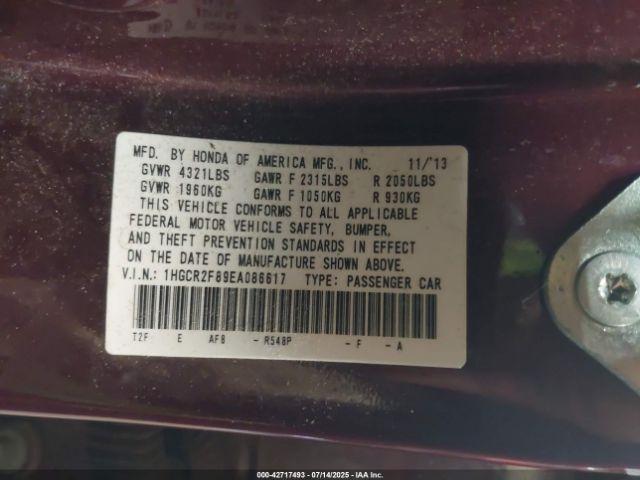 MFD. BY HONDA OF AMERICA MFG., INC. 11/'13
GVWR 4321LBS GAWR F 2315LBS R 2050LBS
GVWR 1960KG GAWR F 1050KG R 930KG
THIS VEHICLE CONFORMS TO ALL APPLICABLE
FEDERAL MOTOR VEHICLE SAFETY, BUMPER,
AND THEFT PREVENTION STANDARDS IN EFFECT
ON THE DATE OF MANUFACTURE SHOWN ABOVE.
V.I.N.: 1HGCR2F89EA086617 TYPE: PASSENGER CAR
T2F E AF8 - R548P - F - A
000-42717493 - 07/14/2025 - IAA Inc.